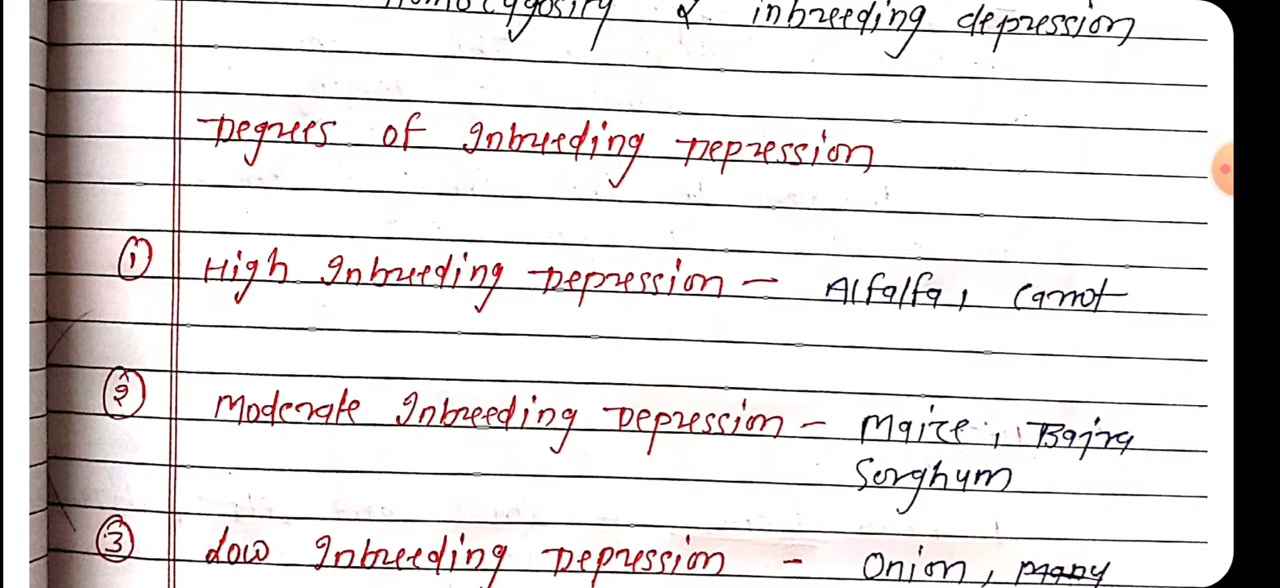 Homozygosity & inbreeding depression
Degrees of Inbreeding Depression
① High Inbreeding Depression - Alfalfa, Carrot
② Moderate Inbreeding Depression - Maize, Bajra
Sorghum
③ Low Inbreeding Depression - Onion, many